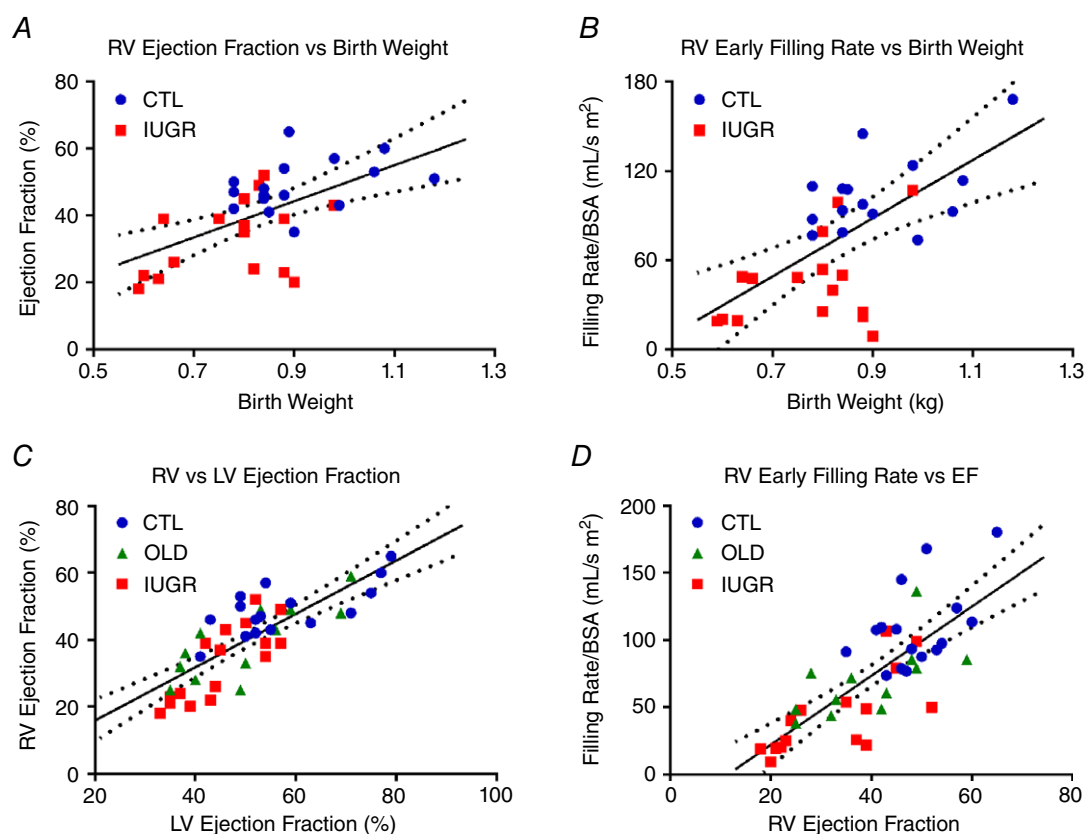 A
RV Ejection Fraction vs Birth Weight
Ejection Fraction (%)
80
60
40
20
0
CTL
IUGR
0.5 0.7 0.9 1.1 1.3
Birth Weight
B
RV Early Filling Rate vs Birth Weight
Filling Rate/BSA (mL/s m²)
180
120
60
0
CTL
IUGR
0.5 0.7 0.9 1.1 1.3
Birth Weight (kg)
C
RV vs LV Ejection Fraction
RV Ejection Fraction (%)
80
60
40
20
0
CTL
OLD
IUGR
20 40 60 80 100
LV Ejection Fraction (%)
D
RV Early Filling Rate vs EF
Filling Rate/BSA (mL/s m²)
200
150
100
50
0
CTL
OLD
IUGR
0 20 40 60 80
RV Ejection Fraction